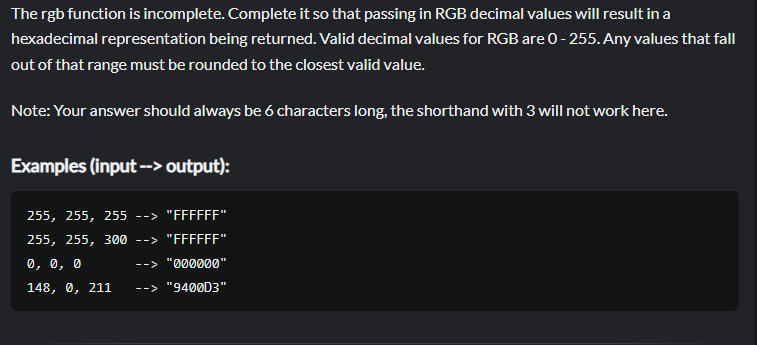 The rgb function is incomplete. Complete it so that passing in RGB decimal values will result in a
hexadecimal representation being returned. Valid decimal values for RGB are 0 - 255. Any values that fall
out of that range must be rounded to the closest valid value.
Note: Your answer should always be 6 characters long, the shorthand with 3 will not work here.
Examples (input --> output):
255, 255, 255 --> "FFFFFF"
255, 255, 300 --> "FFFFFF"
0, 0, 0 --> "000000"
148, 0, 211 --> "9400D3"